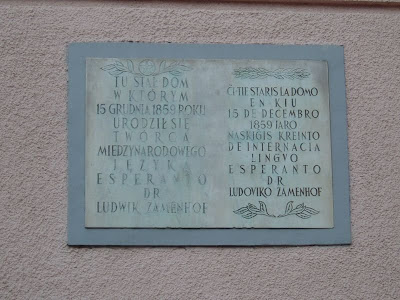 TU STAŁ DOM
W KTÓRYM
15 GRUDNIA 1859 ROKU
URODZIŁ SIĘ
TWÓRCA
MIĘDZYNARODOWEGO
JĘZYKA
ESPERANTO
DR
LUDWIK ZAMENHOF
ĈI-TIE STARIS LA DOMO
EN KIU
15 DE DECEMBRO
1859 JARO
NASKIĜIS KREINTO
DE INTERNACIA
LINGVO
ESPERANTO
DR
LUDOVIKO ZAMENHOF